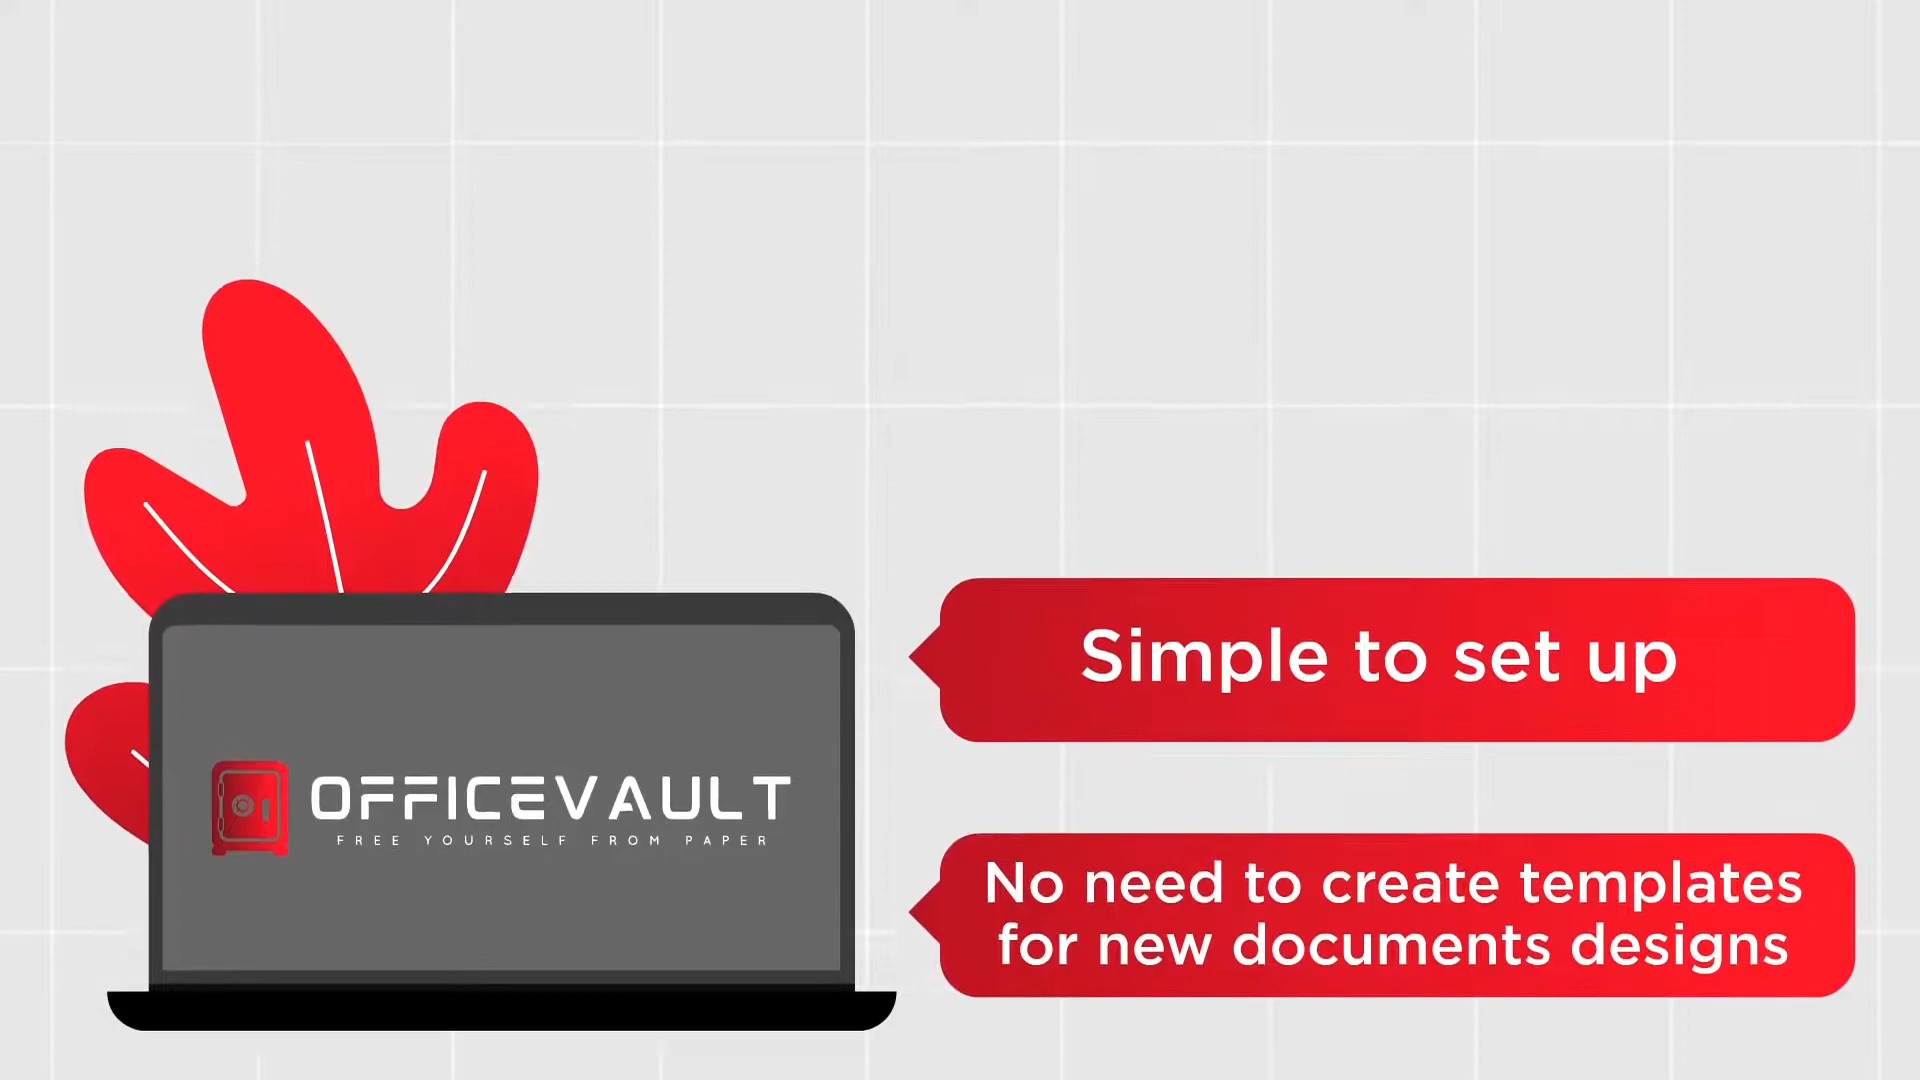 OFFICEVAULT
FREE YOURSELF FROM PAPER
Simple to set up
No need to create templates
for new documents designs